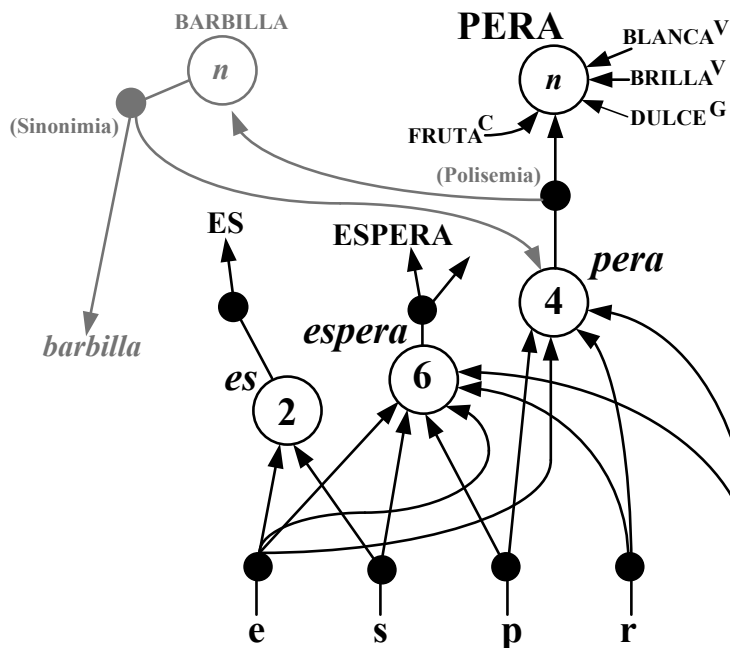 BARBILLA
n
PERA
n
BLANCA V
BRILLA V
DULCE G
FRUTA C
(Sinonimia)
(Polisemia)
ES
ESPERA
pera
4
barbilla
espera
6
es
2
e s p r